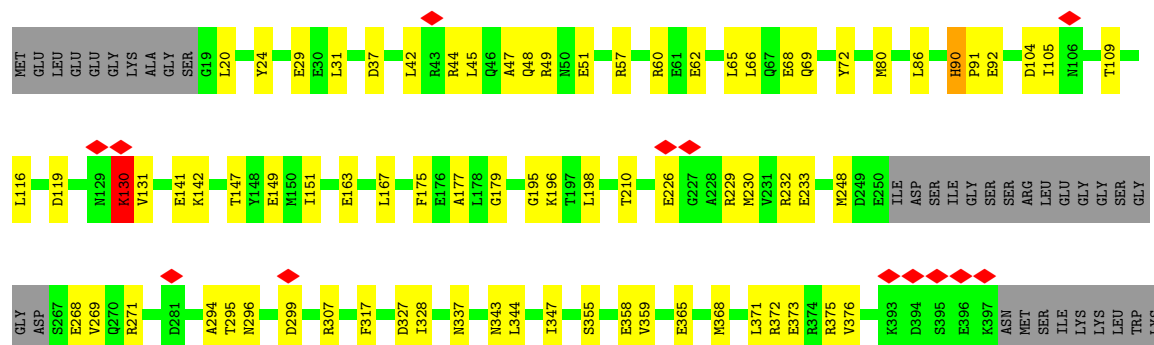 MET GLU LEU GLU GLU GLY LYS ALA GLY SER G19 L20 Y24 E29 E30 L31 D37 L42 R43 R44 L45 Q46 A47 Q48 R49 N50 E51 R57 R60 E61 E62 L65 L66 Q67 E68 Q69 Y72 M80 L86 H90 P91 E92 D104 I105 N106 T109
L116 D119 N129 K130 V131 E141 K142 T147 Y148 E149 M150 I151 E163 L167 F175 E176 A177 L178 G179 G195 K196 T197 L198 T210 E226 G227 A228 R229 M230 V231 R232 E233 M248 D249 E250 ILE ASP SER ILE GLY SER SER ARG LEU GLU GLY GLY SER GLY
GLY ASP S267 E268 V269 Q270 R271 D281 A294 T295 N296 D299 R307 F317 D327 I328 N337 N343 L344 I347 S355 E358 V359 E365 M368 L371 R372 E373 R374 R375 V376 K393 D394 S395 E396 K397 ASN MET SER ILE LYS LYS LEU TRP